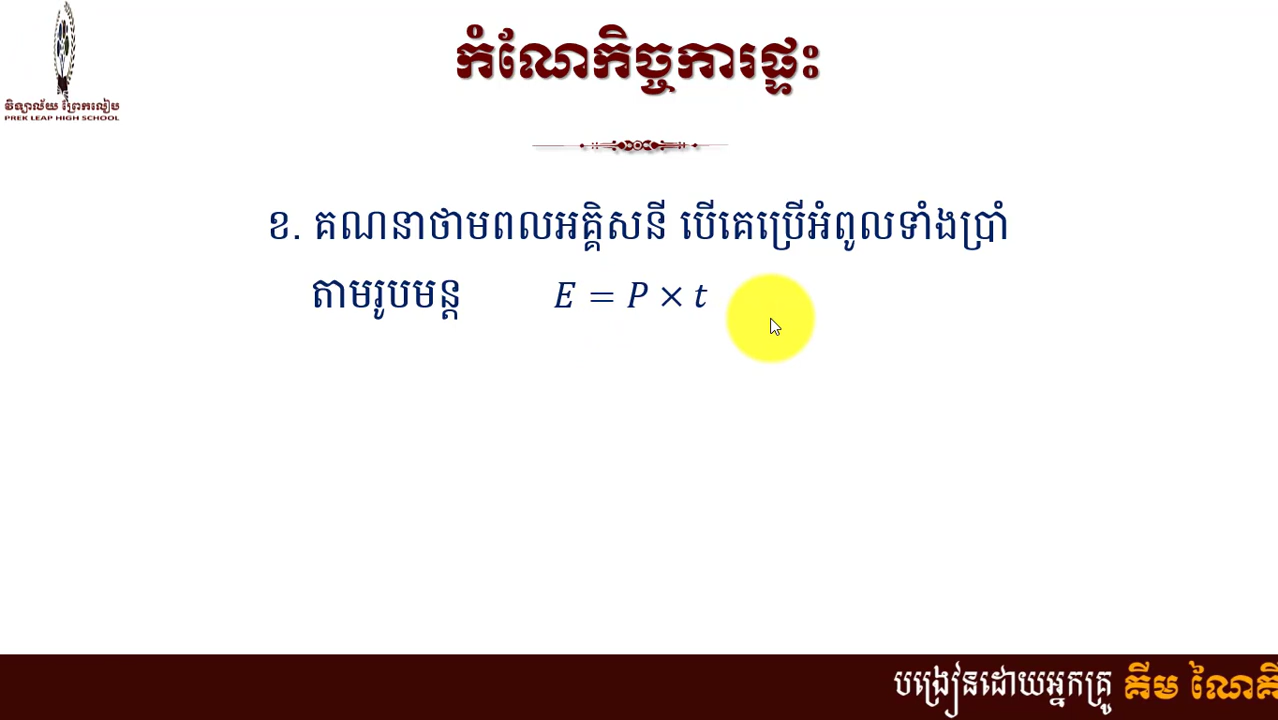 វិទ្យាល័យ ព្រែកលៀប
PREK LEAP HIGH SCHOOL
កំណែកិច្ចការផ្ទះ
ខ. គណនាថាមពលអគ្គិសនី បើគេប្រើអំពូលទាំងប្រាំ
តាមរូបមន្ត E = P × t
បង្រៀនដោយអ្នកគ្រូ គីម ណៃគី